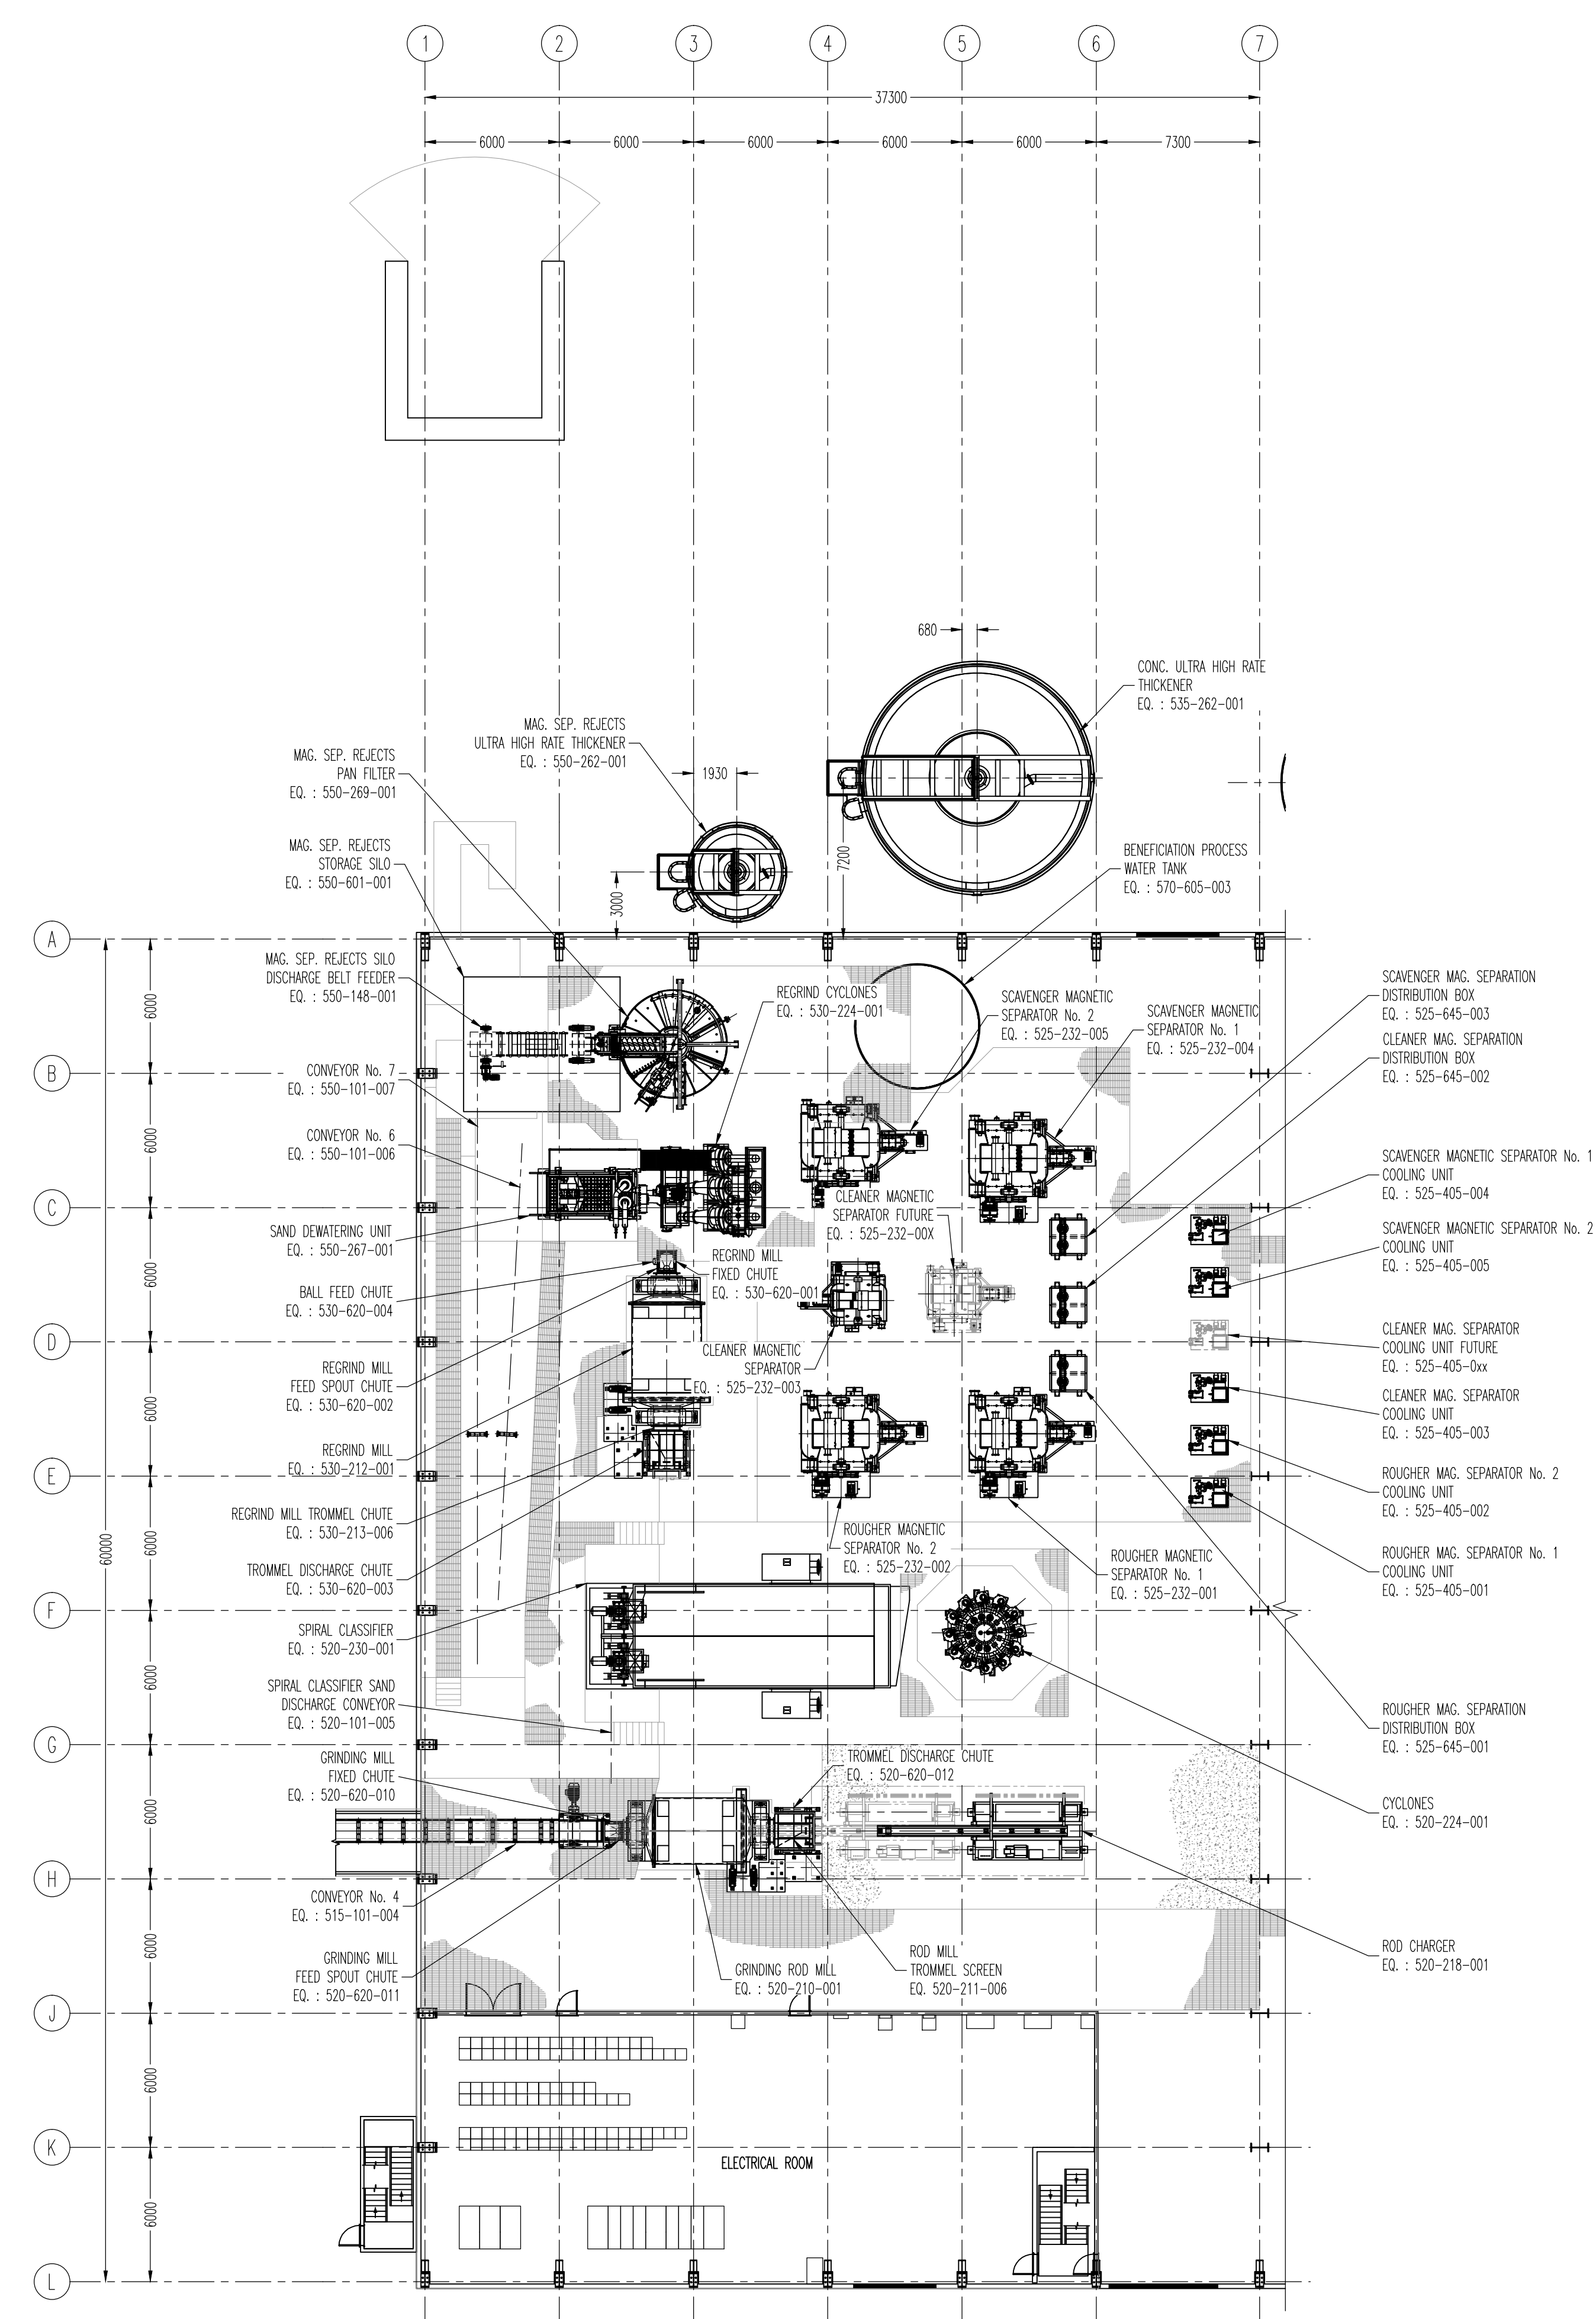 1
2
3
4
5
6
7
37300
6000
6000
6000
6000
6000
7300
680
CONC. ULTRA HIGH RATE
THICKENER
EQ. : 535-262-001
MAG. SEP. REJECTS
ULTRA HIGH RATE THICKENER
EQ. : 550-262-001
1930
MAG. SEP. REJECTS
PAN FILTER
EQ. : 550-269-001
MAG. SEP. REJECTS
STORAGE SILO
EQ. : 550-601-001
3000
7200
BENEFICIATION PROCESS
WATER TANK
EQ. : 570-605-003
A
B
C
D
E
F
G
H
J
K
L
60000
6000
6000
6000
6000
6000
6000
6000
6000
6000
6000
MAG. SEP. REJECTS SILO
DISCHARGE BELT FEEDER
EQ. : 550-148-001
CONVEYOR No. 7
EQ. : 550-101-007
CONVEYOR No. 6
EQ. : 550-101-006
SAND DEWATERING UNIT
EQ. : 550-267-001
BALL FEED CHUTE
EQ. : 530-620-004
REGRIND MILL
FEED SPOUT CHUTE
EQ. : 530-620-002
REGRIND MILL
EQ. : 530-212-001
REGRIND MILL TROMMEL CHUTE
EQ. : 530-213-006
TROMMEL DISCHARGE CHUTE
EQ. : 530-620-003
SPIRAL CLASSIFIER
EQ. : 520-230-001
SPIRAL CLASSIFIER SAND
DISCHARGE CONVEYOR
EQ. : 520-101-005
GRINDING MILL
FIXED CHUTE
EQ. : 520-620-010
CONVEYOR No. 4
EQ. : 515-101-004
GRINDING MILL
FEED SPOUT CHUTE
EQ. : 520-620-011
REGRIND CYCLONES
EQ. : 530-224-001
SCAVENGER MAGNETIC
SEPARATOR No. 2
EQ. : 525-232-005
SCAVENGER MAGNETIC
SEPARATOR No. 1
EQ. : 525-232-004
CLEANER MAGNETIC
SEPARATOR FUTURE
EQ. : 525-232-00X
REGRIND MILL
FIXED CHUTE
EQ. : 530-620-001
CLEANER MAGNETIC
SEPARATOR
EQ. : 525-232-003
ROUGHER MAGNETIC
SEPARATOR No. 2
EQ. : 525-232-002
ROUGHER MAGNETIC
SEPARATOR No. 1
EQ. : 525-232-001
TROMMEL DISCHARGE CHUTE
EQ. : 520-620-012
GRINDING ROD MILL
EQ. : 520-210-001
ROD MILL
TROMMEL SCREEN
EQ. 520-211-006
SCAVENGER MAG. SEPARATION
DISTRIBUTION BOX
EQ. : 525-645-003
CLEANER MAG. SEPARATION
DISTRIBUTION BOX
EQ. : 525-645-002
SCAVENGER MAGNETIC SEPARATOR No. 1
COOLING UNIT
EQ. : 525-405-004
SCAVENGER MAGNETIC SEPARATOR No. 2
COOLING UNIT
EQ. : 525-405-005
CLEANER MAG. SEPARATOR
COOLING UNIT FUTURE
EQ. : 525-405-0xx
CLEANER MAG. SEPARATOR
COOLING UNIT
EQ. : 525-405-003
ROUGHER MAG. SEPARATOR No. 2
COOLING UNIT
EQ. : 525-405-002
ROUGHER MAG. SEPARATOR No. 1
COOLING UNIT
EQ. : 525-405-001
ROUGHER MAG. SEPARATION
DISTRIBUTION BOX
EQ. : 525-645-001
CYCLONES
EQ. : 520-224-001
ROD CHARGER
EQ. : 520-218-001
ELECTRICAL ROOM